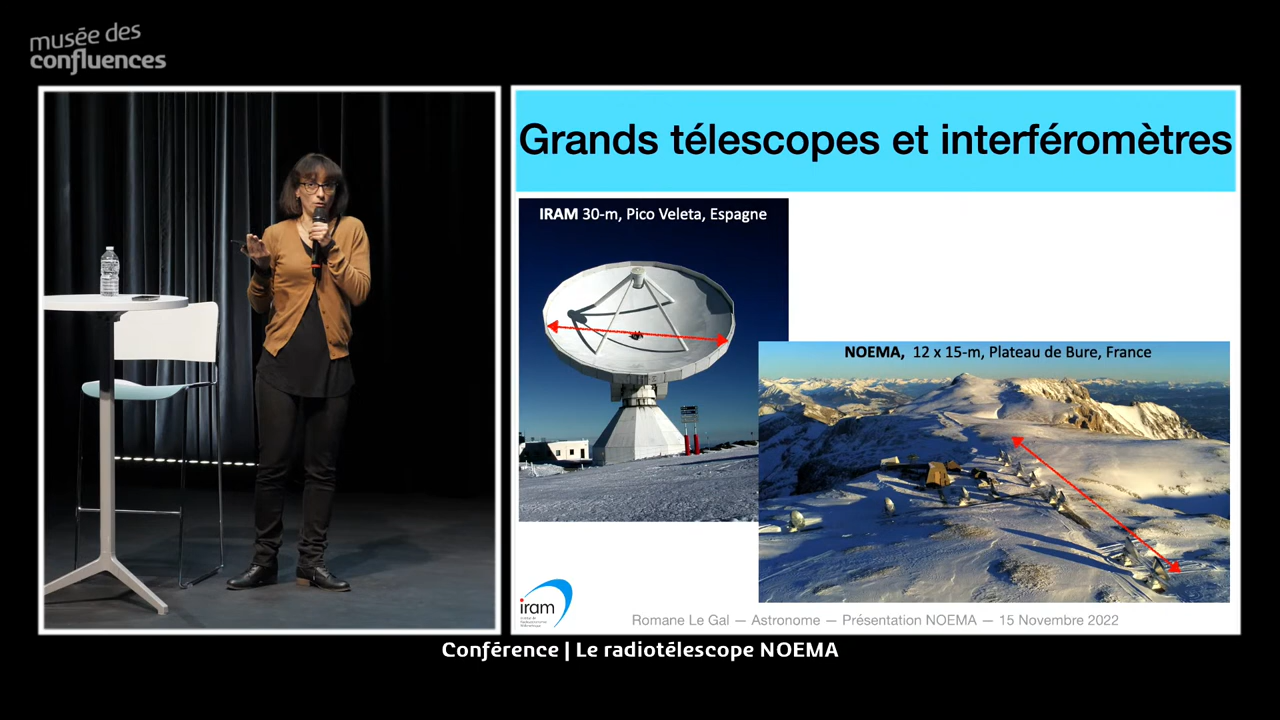 musée des
confluences
Grands télescopes et interféromètres
IRAM 30-m, Pico Veleta, Espagne
NOEMA, 12 x 15-m, Plateau de Bure, France
iram
Romane Le Gal — Astronome — Présentation NOEMA — 15 Novembre 2022
Conférence | Le radiotélescope NOEMA